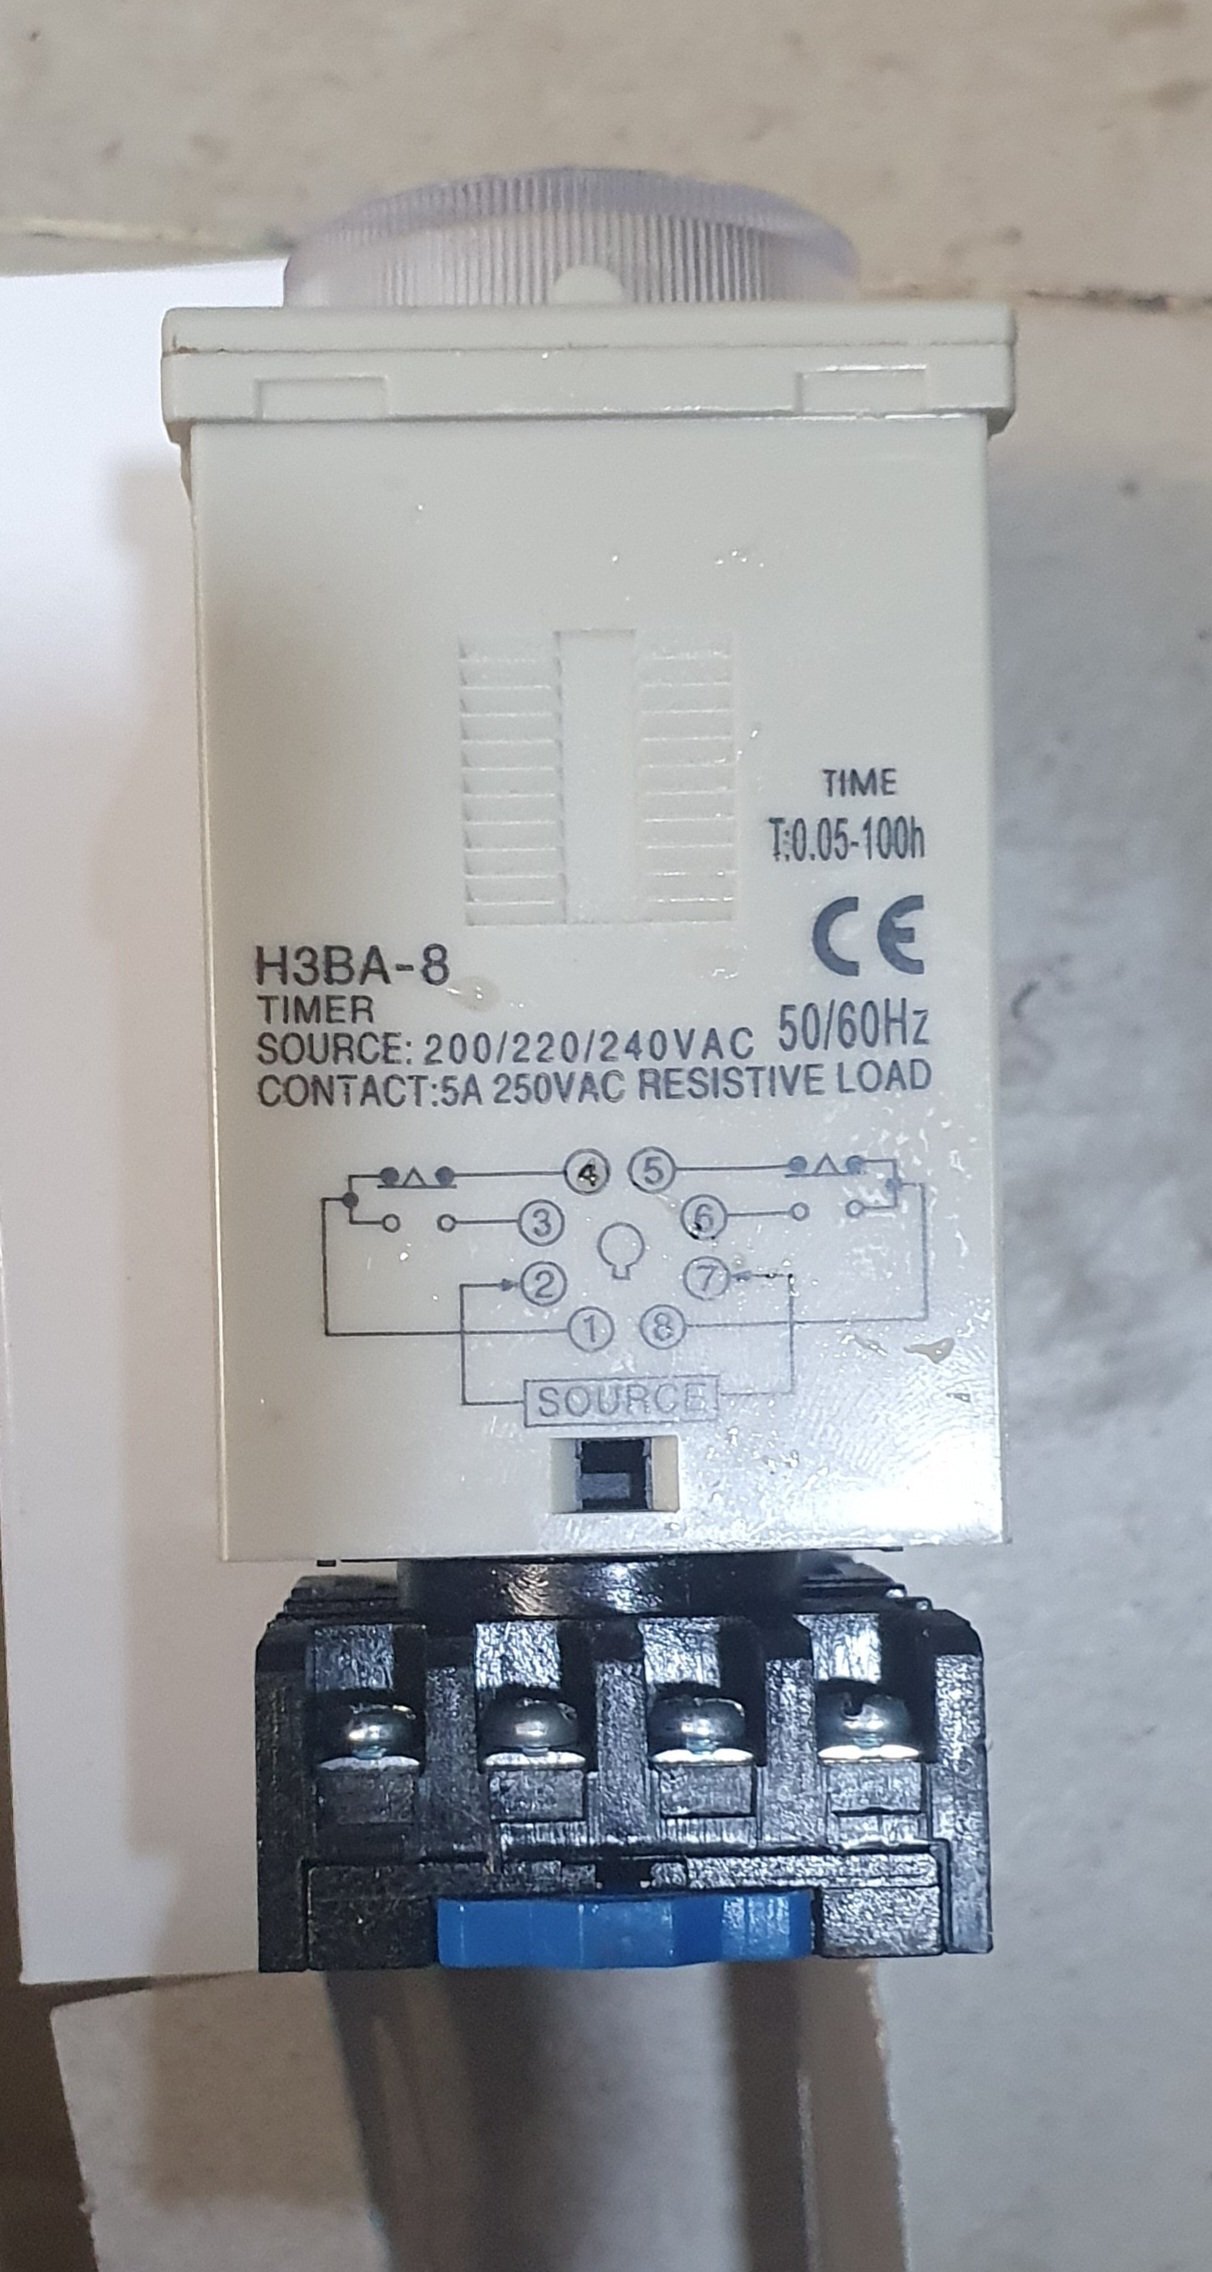 TIME
T:0.05-100h
CE
H3BA-8
TIMER
SOURCE: 200/220/240VAC 50/60Hz
CONTACT:5A 250VAC RESISTIVE LOAD
4 5
3 6
2 7
1 8
SOURCE